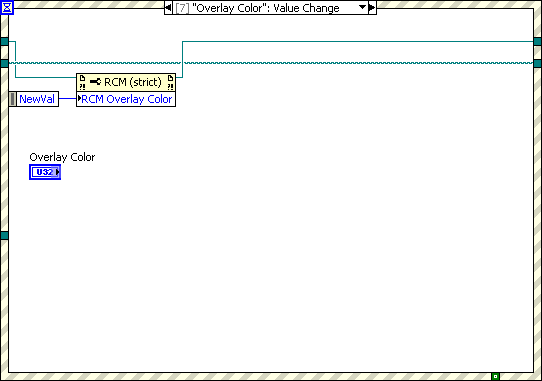 [7] "Overlay Color": Value Change
?! RCM (strict) ?!
NewVal RCM Overlay Color
Overlay Color
U32